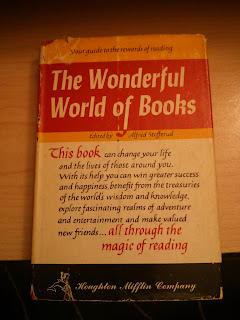 Your guide to the rewards of reading
The Wonderful
World of Books
Edited by Alfred Stefferud
This book can change your life
and the lives of those around you.
With its help you can win greater success
and happiness, benefit from the treasuries
of the world's wisdom and knowledge,
explore fascinating realms of adventure
and entertainment and make valued
new friends... all through the
magic of reading
Houghton Mifflin Company